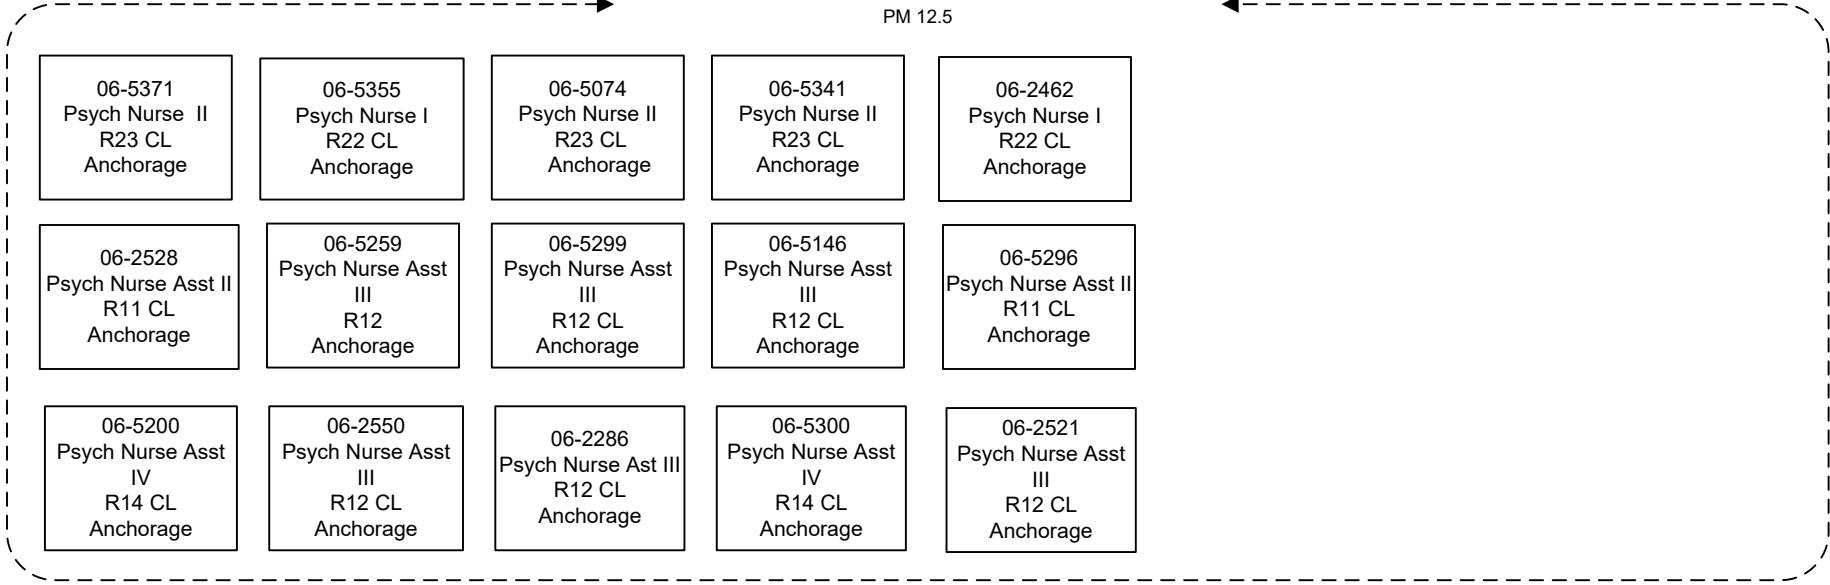 PM 12.5
06-5371
Psych Nurse  II
R23 CL
Anchorage
06-5355
Psych Nurse I
R22 CL
Anchorage
06-5074
Psych Nurse II
R23 CL
Anchorage
06-5341
Psych Nurse II
R23 CL
Anchorage
06-2462
Psych Nurse I
R22 CL
Anchorage
06-2528
Psych Nurse Asst II
R11 CL
Anchorage
06-5259
Psych Nurse Asst
III
R12
Anchorage
06-5299
Psych Nurse Asst
III
R12 CL
Anchorage
06-5146
Psych Nurse Asst
III
R12 CL
Anchorage
06-5296
Psych Nurse Asst II
R11 CL
Anchorage
06-5200
Psych Nurse Asst
IV
R14 CL
Anchorage
06-2550
Psych Nurse Asst
III
R12 CL
Anchorage
06-2286
Psych Nurse Ast III
R12 CL
Anchorage
06-5300
Psych Nurse Asst
IV
R14 CL
Anchorage
06-2521
Psych Nurse Asst
III
R12 CL
Anchorage